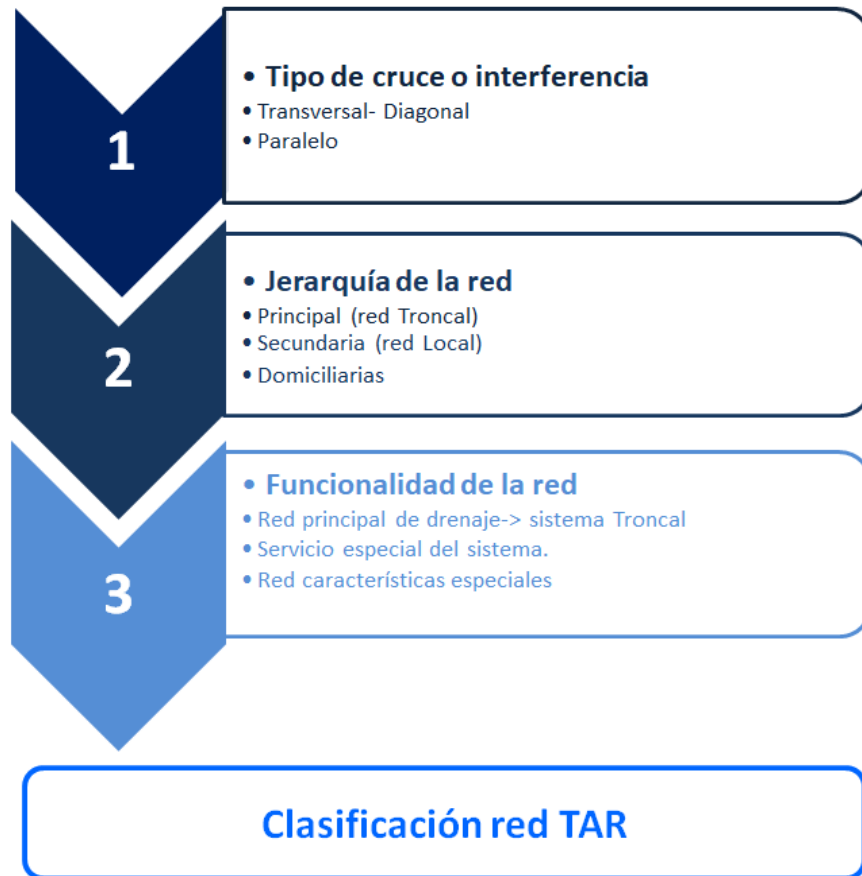 1
• Tipo de cruce o interferencia
• Transversal- Diagonal
• Paralelo
2
• Jerarquía de la red
• Principal (red Troncal)
• Secundaria (red Local)
• Domiciliarias
3
• Funcionalidad de la red
• Red principal de drenaje-> sistema Troncal
• Servicio especial del sistema.
• Red características especiales
Clasificación red TAR